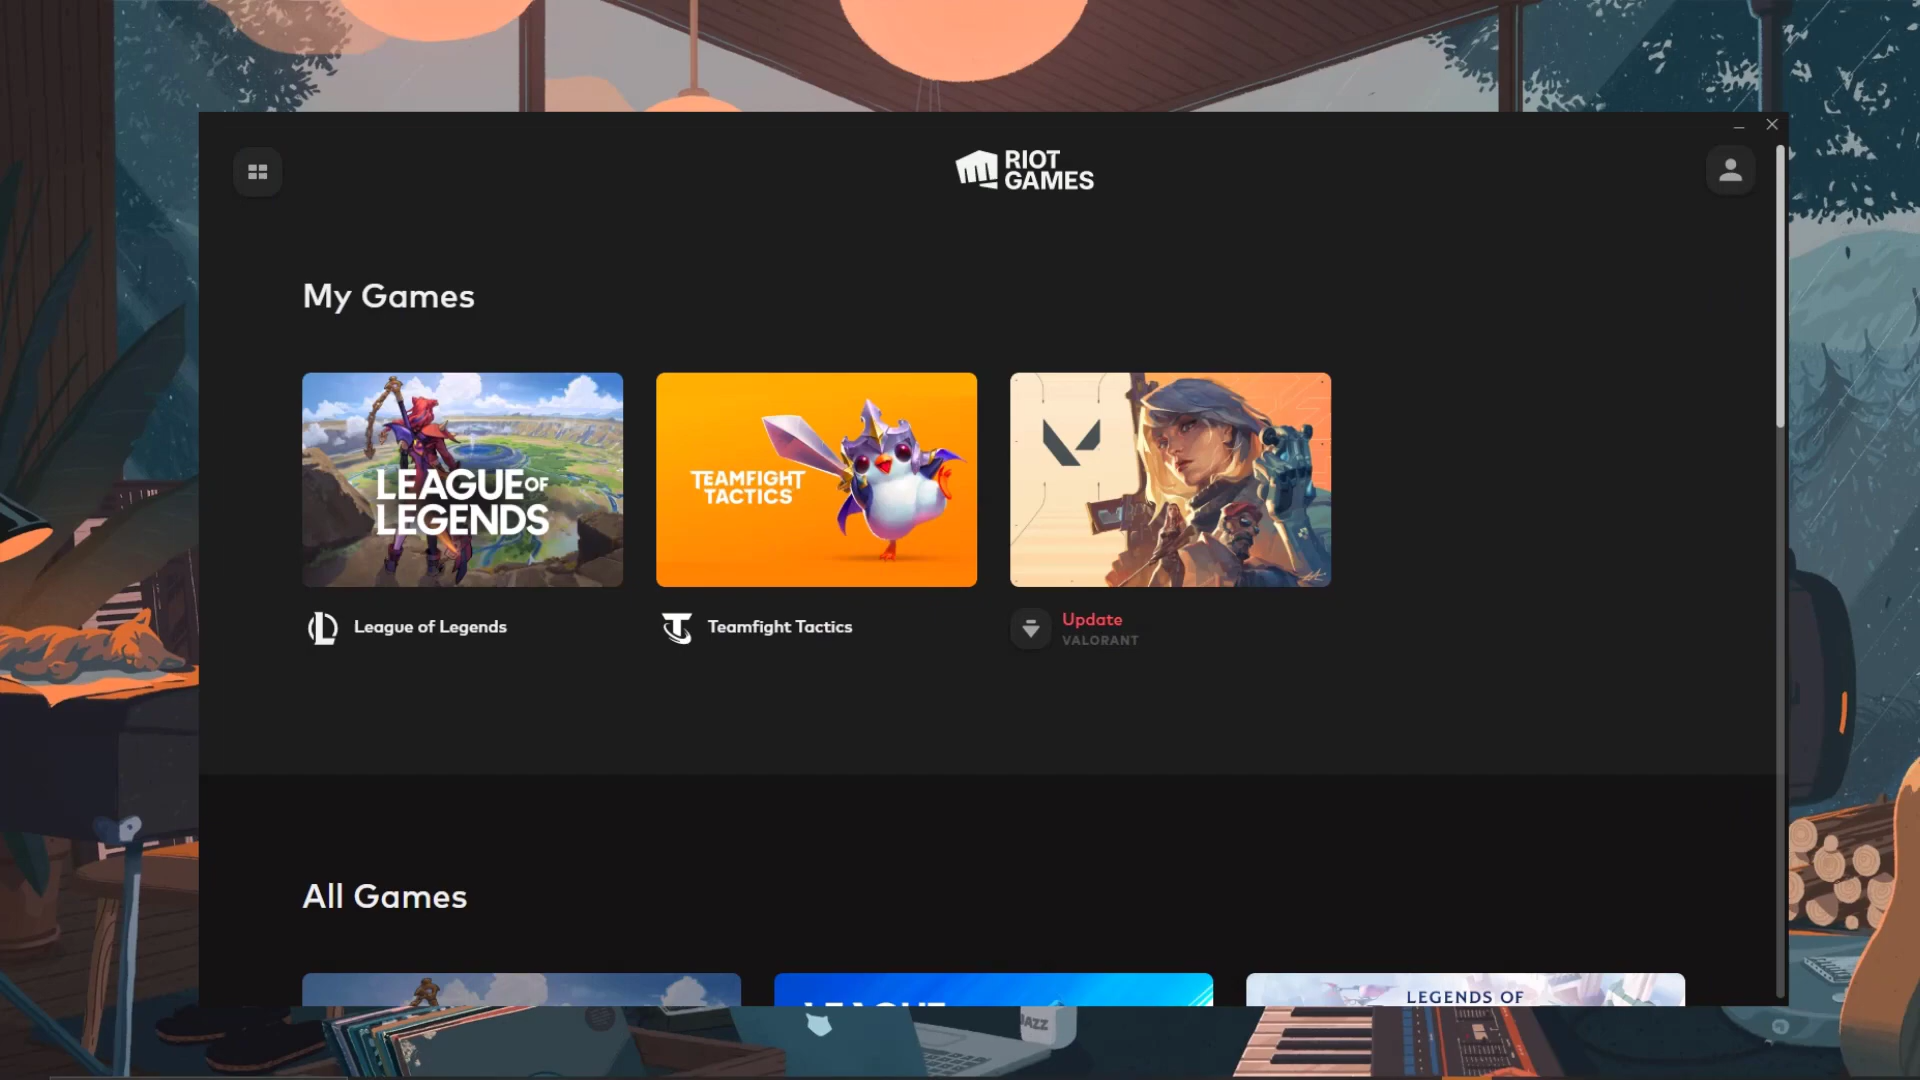 RIOT
GAMES
My Games
LEAGUE OF
LEGENDS
TEAMFIGHT
TACTICS
League of Legends
Teamfight Tactics
Update
VALORANT
All Games
LEAGUE
LEGENDS OF
JAZZ